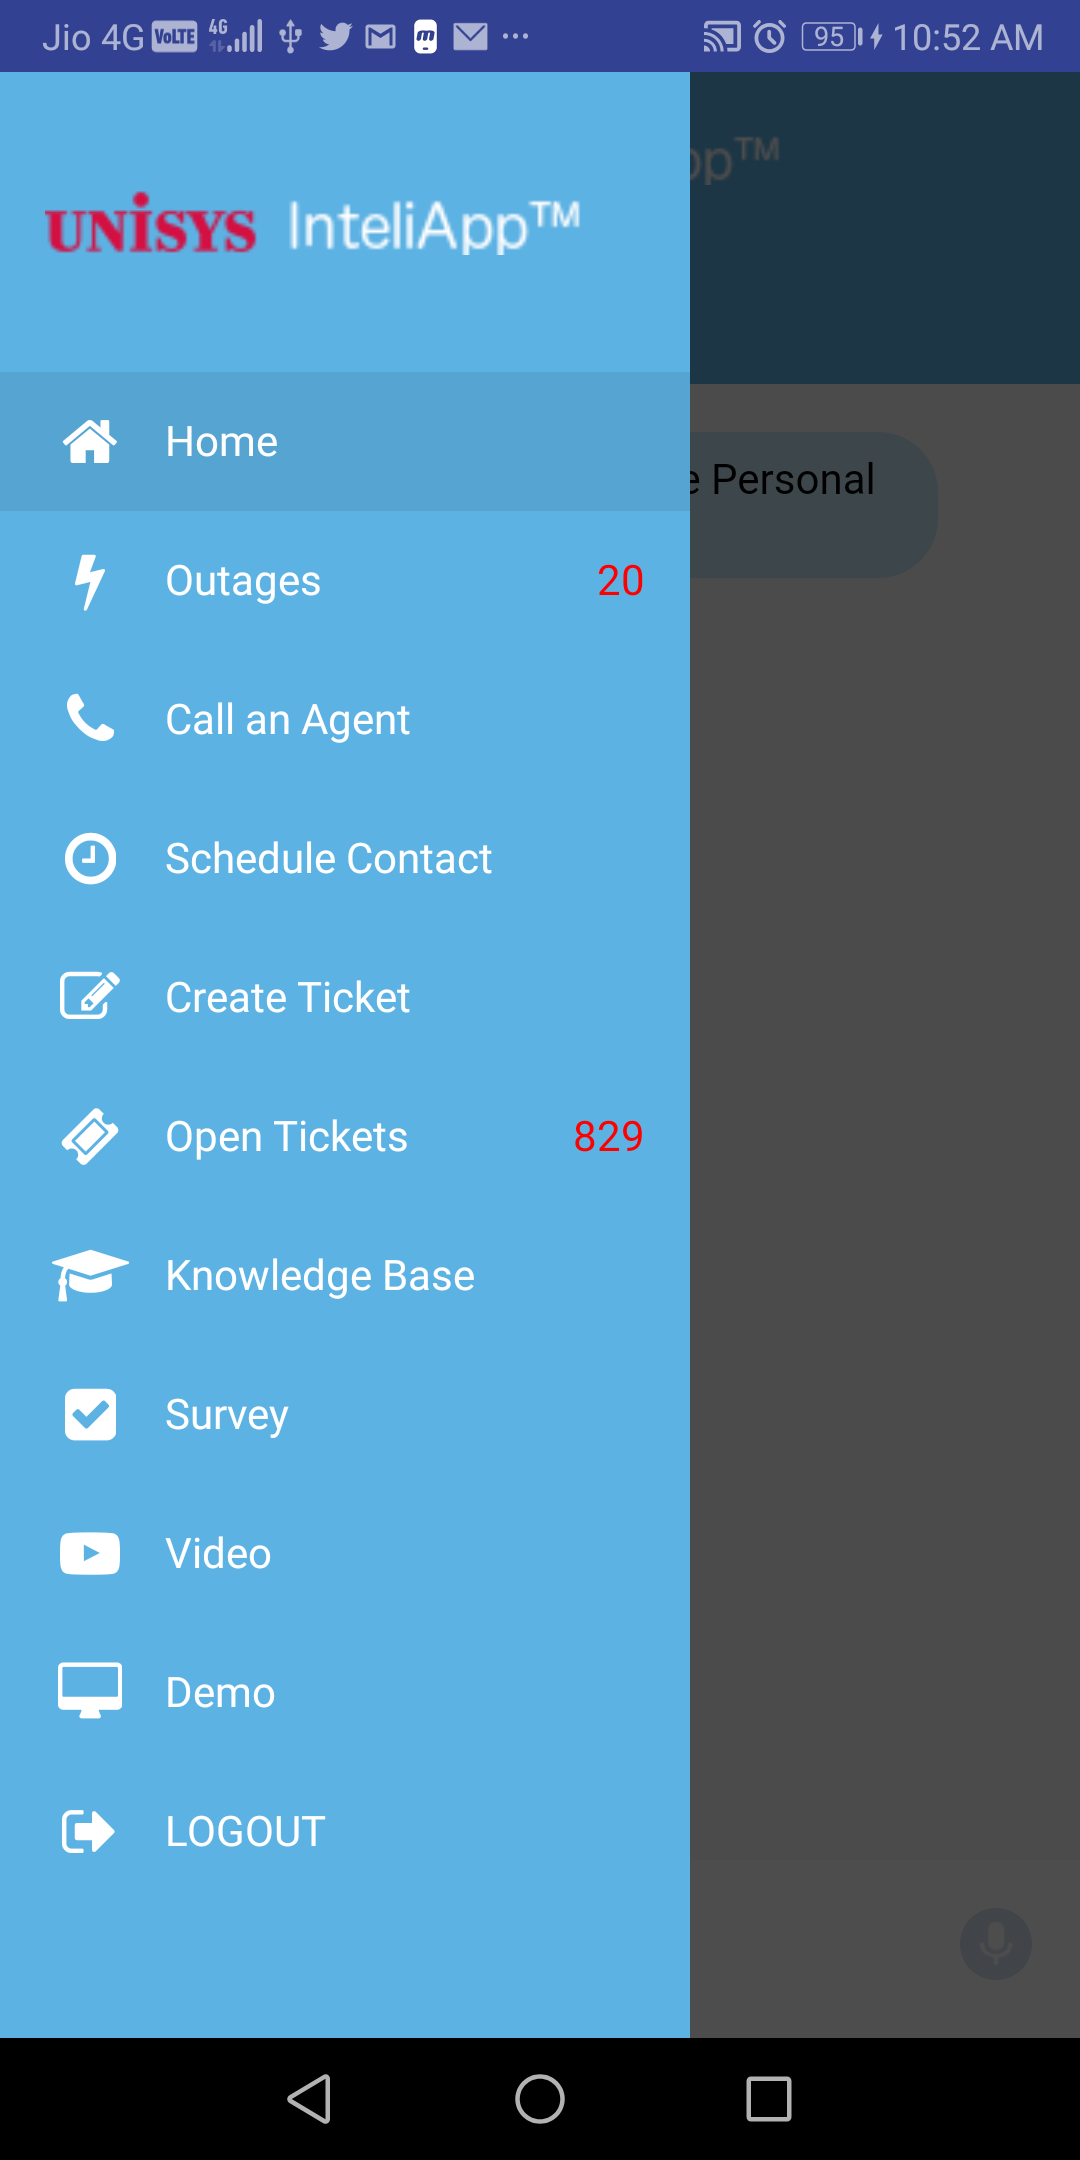 Jio 4G VoLTE 4G 95 10:52 AM
UNISYS InteliApp™
Home
Personal
Outages 20
Call an Agent
Schedule Contact
Create Ticket
Open Tickets 829
Knowledge Base
Survey
Video
Demo
LOGOUT